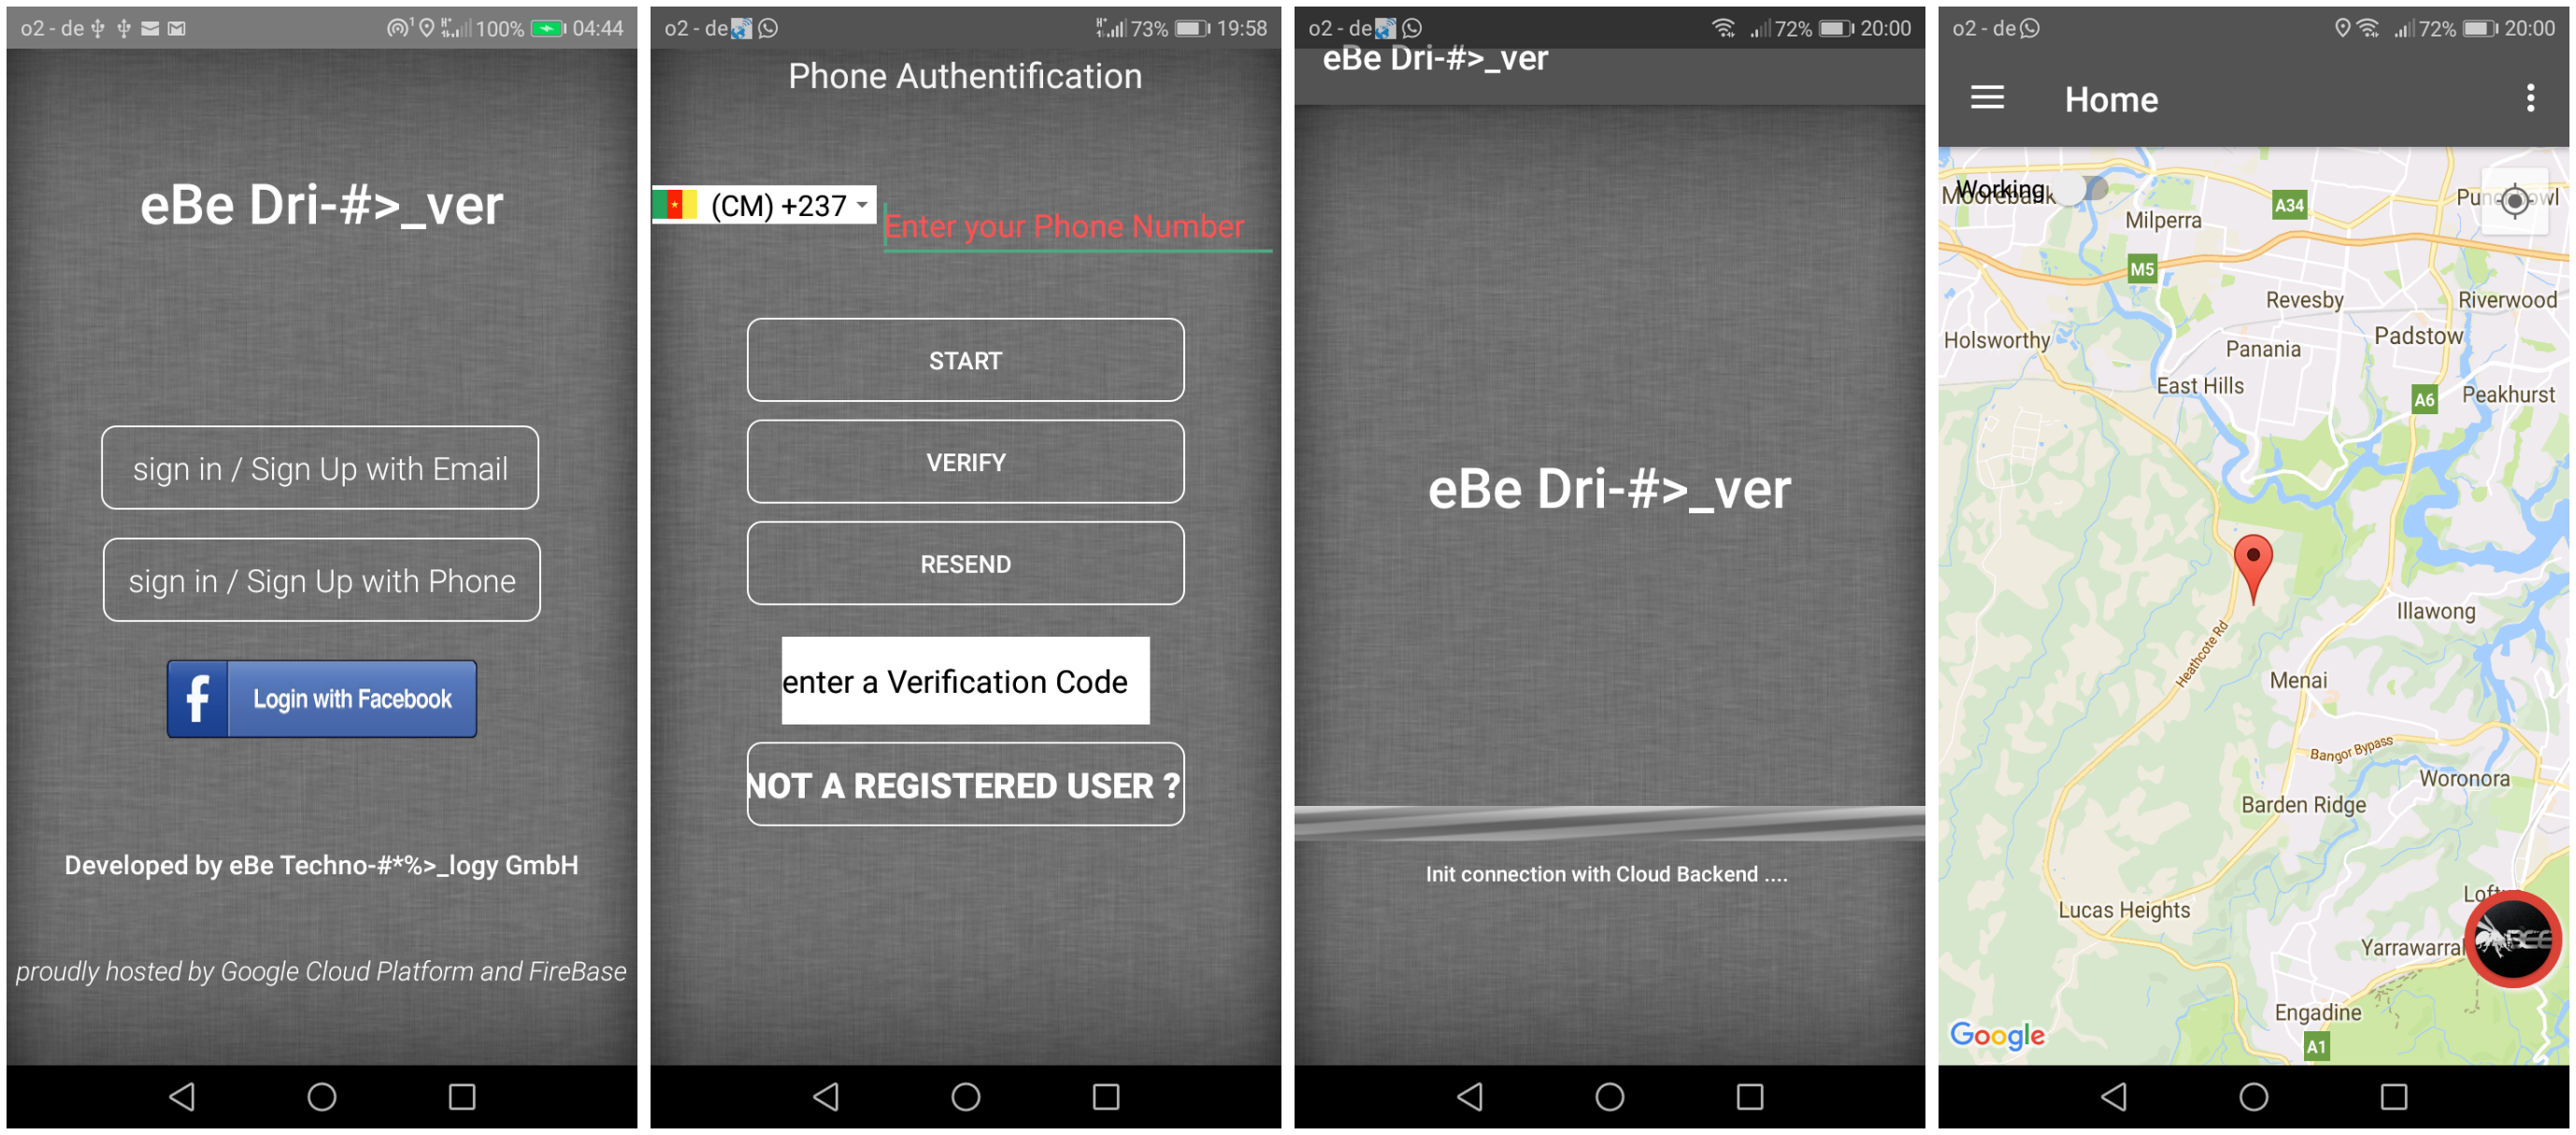 o2 - de
100%
04:44
eBe Dri-#>_ver
sign in / Sign Up with Email
sign in / Sign Up with Phone
f Login with Facebook
Developed by eBe Techno-#*%>_logy GmbH
proudly hosted by Google Cloud Platform and FireBase
o2 - de
73%
19:58
Phone Authentification
(CM) +237
Enter your Phone Number
START
VERIFY
RESEND
enter a Verification Code
NOT A REGISTERED USER ?
o2 - de
72%
20:00
eBe Dri-#>_ver
eBe Dri-#>_ver
Init connection with Cloud Backend ....
o2 - de
72%
20:00
Home
Working
Moorebank
A34
Milperra
M5
Revesby
Riverwood
Holsworthy
Panania
Padstow
East Hills
A6
Peakhurst
Illawong
Heathcote Rd
Menai
Bangor Bypass
Woronora
Barden Ridge
Lucas Heights
Engadine
Google
A1